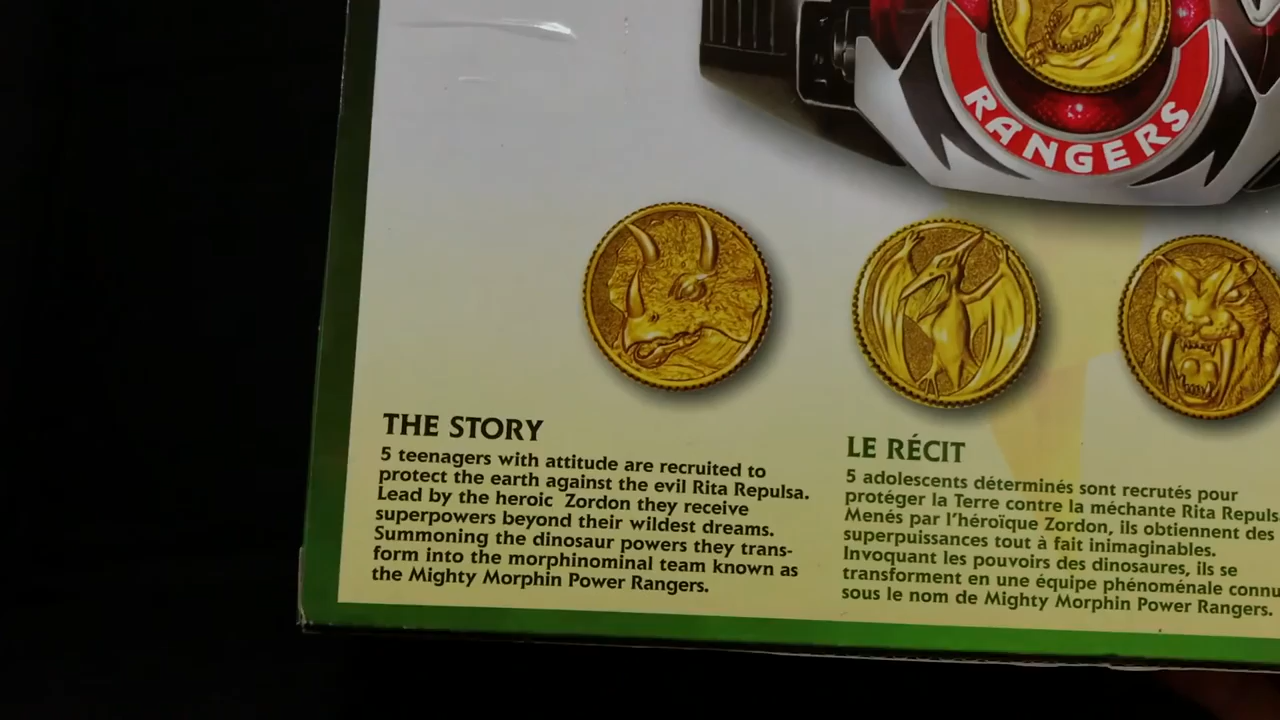 RANGERS
THE STORY
5 teenagers with attitude are recruited to
protect the earth against the evil Rita Repulsa.
Lead by the heroic Zordon they receive
superpowers beyond their wildest dreams.
Summoning the dinosaur powers they trans-
form into the morphinominal team known as
the Mighty Morphin Power Rangers.
LE RÉCIT
5 adolescents déterminés sont recrutés pour
protéger la Terre contre la méchante Rita Repuls
Menés par l'héroïque Zordon, ils obtiennent des
superpuissances tout à fait inimaginables.
Invoquant les pouvoirs des dinosaures, ils se
transforment en une équipe phénoménale connu
sous le nom de Mighty Morphin Power Rangers.